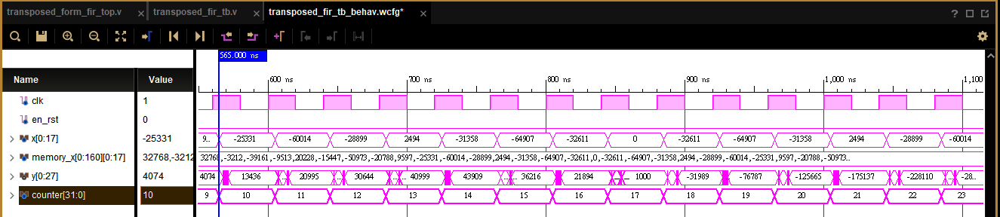 transposed_form_fir_top.v × transposed_fir_tb.v × transposed_fir_tb_behav.wcfg* ×
?
565.000 ns
600 ns 700 ns 800 ns 900 ns 1,000 ns 1,100
Name Value
clk 1
en_rst 0
x[0:17] -25331 9... -25331 -60014 -28899 2494 -31358 -64907 -32611 0 -32611 -64907 -31358 2494 -28899 -60014
memory_x[0:160][0:17] 32768,-3212 32768,-3212,-39161,-9513,20228,-15447,-50973,-20788,9597,-25331,-60014,-28899,2494,-31358,-64907,-32611,0,-32611,-64907,-31358,2494,-28899,-60014,-25331,9597,-20788,-50973...
y[0:27] 4074 4074 13436 20995 30644 40999 43909 36216 21894 1000 -31989 -76787 -125665 -175137 -228110 -28...
counter[31:0] 10 9 10 11 12 13 14 15 16 17 18 19 20 21 22 23